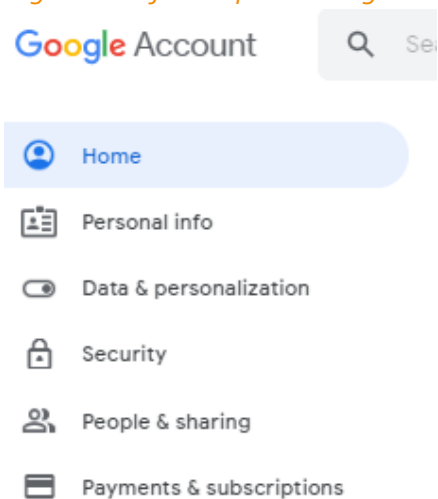 Google Account
Home
Personal info
Data & personalization
Security
People & sharing
Payments & subscriptions